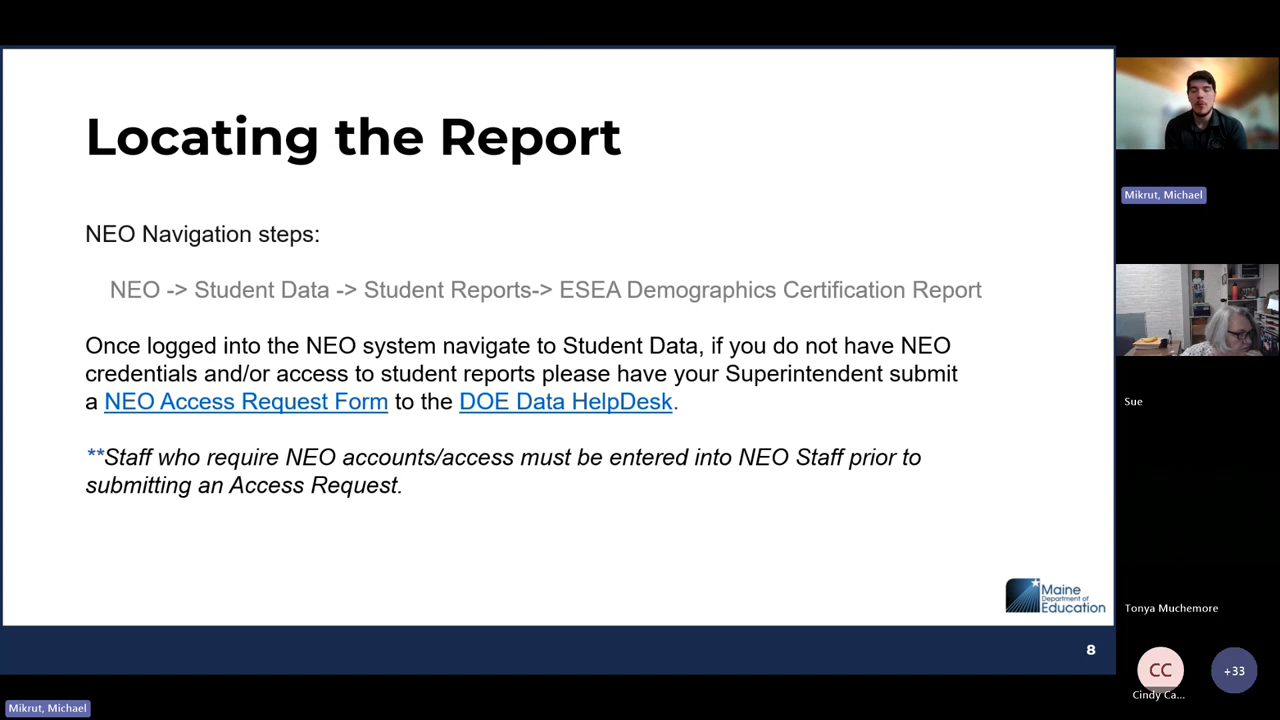 Locating the Report
NEO Navigation steps:
NEO -> Student Data -> Student Reports-> ESEA Demographics Certification Report
Once logged into the NEO system navigate to Student Data, if you do not have NEO
credentials and/or access to student reports please have your Superintendent submit
a NEO Access Request Form to the DOE Data HelpDesk.
**Staff who require NEO accounts/access must be entered into NEO Staff prior to
submitting an Access Request.
Maine
Department of
Education
8
Mikrut, Michael
Mikrut, Michael
Sue
Tonya Muchemore
CC
Cindy Ca...
+33